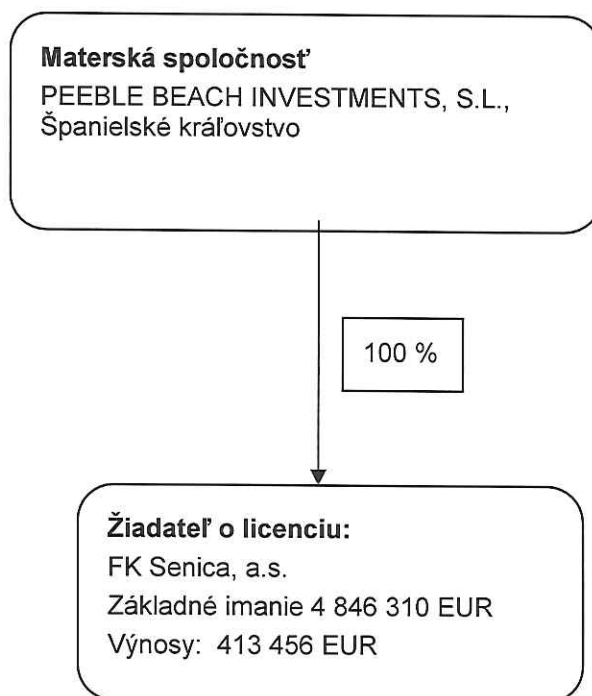 Materská spoločnosť
PEEBLE BEACH INVESTMENTS, S.L.,
Španielské kráľovstvo
100 %
Žiadateľ o licenciu:
FK Senica, a.s.
Základné imanie 4 846 310 EUR
Výnosy: 413 456 EUR